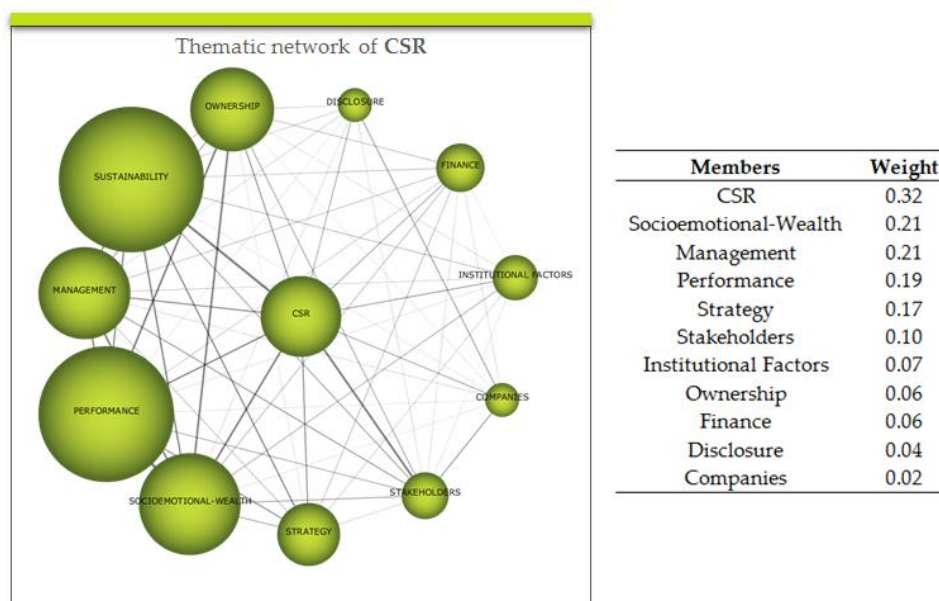 Thematic network of CSR
OWNERSHIP
DISCLOSURE
SUSTAINABILITY
FINANCE
MANAGEMENT
INSTITUTIONAL FACTORS
CSR
PERFORMANCE
COMPANIES
SOCIOEMOTIONAL-WEALTH
STAKEHOLDERS
STRATEGY
Members Weight
CSR 0.32
Socioemotional-Wealth 0.21
Management 0.21
Performance 0.19
Strategy 0.17
Stakeholders 0.10
Institutional Factors 0.07
Ownership 0.06
Finance 0.06
Disclosure 0.04
Companies 0.02